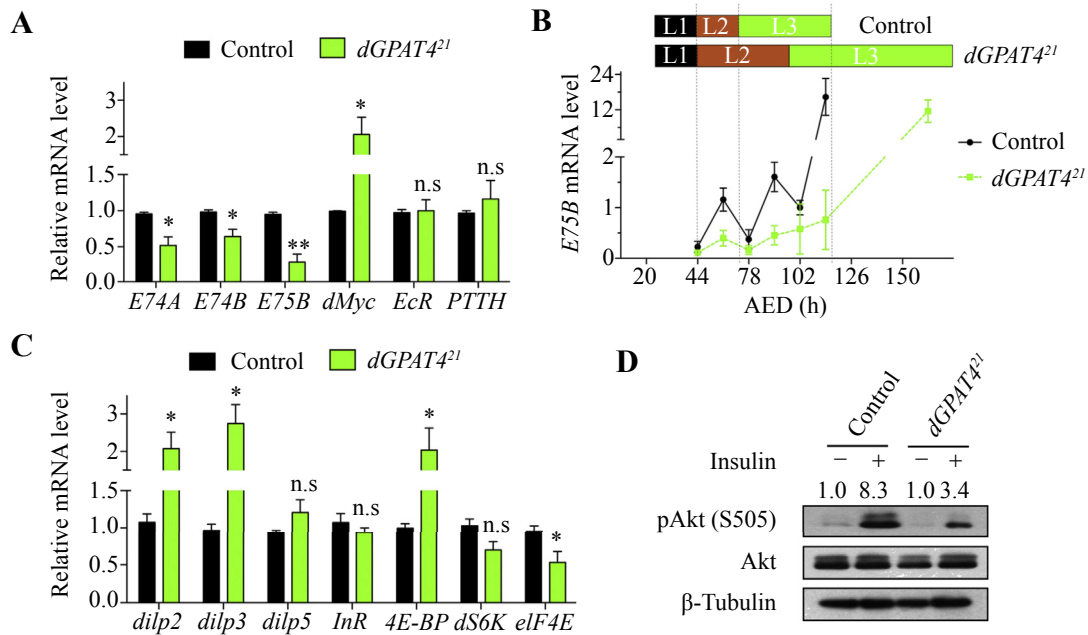 A
Control dGPAT4²¹
Relative mRNA level
3
2
1
1.0
0.5
0.0
* * ** * n.s n.s
E74A E74B E75B dMyc EcR PTTH
B
L1 L2 L3 Control
L1 L2 L3 dGPAT4²¹
E75B mRNA level
24
12
2
1
0
20 44 78 102 126 150
AED (h)
Control
dGPAT4²¹
C
Control dGPAT4²¹
Relative mRNA level
3
2
1
1.0
0.5
0.0
* * n.s n.s * n.s *
dilp2 dilp3 dilp5 InR 4E-BP dS6K elF4E
D
Control dGPAT4²¹
Insulin − + − +
1.0 8.3 1.0 3.4
pAkt (S505)
Akt
β-Tubulin